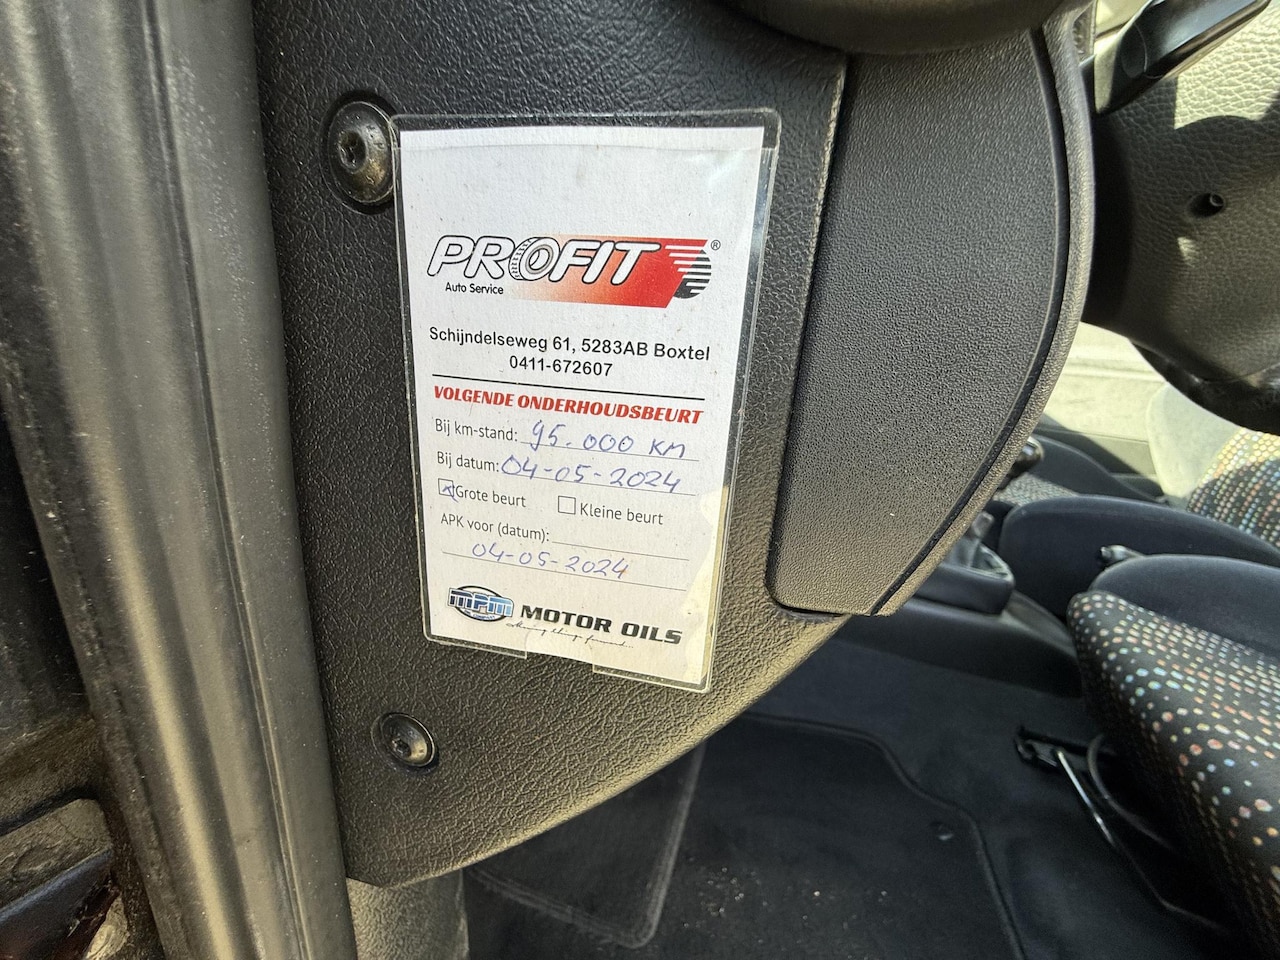 PROFIT®
Auto Service
Schijndelseweg 61, 5283AB Boxtel
0411-672607
VOLGENDE ONDERHOUDSBEURT
Bij km-stand: 95.000 KM
Bij datum: 04-05-2024
Grote beurt Kleine beurt
APK voor (datum):
04-05-2024
MPM MOTOR OILS